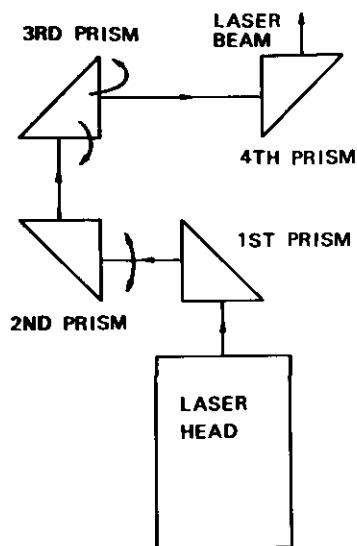 3RD PRISM
LASER
BEAM
4TH PRISM
1ST PRISM
2ND PRISM
LASER
HEAD